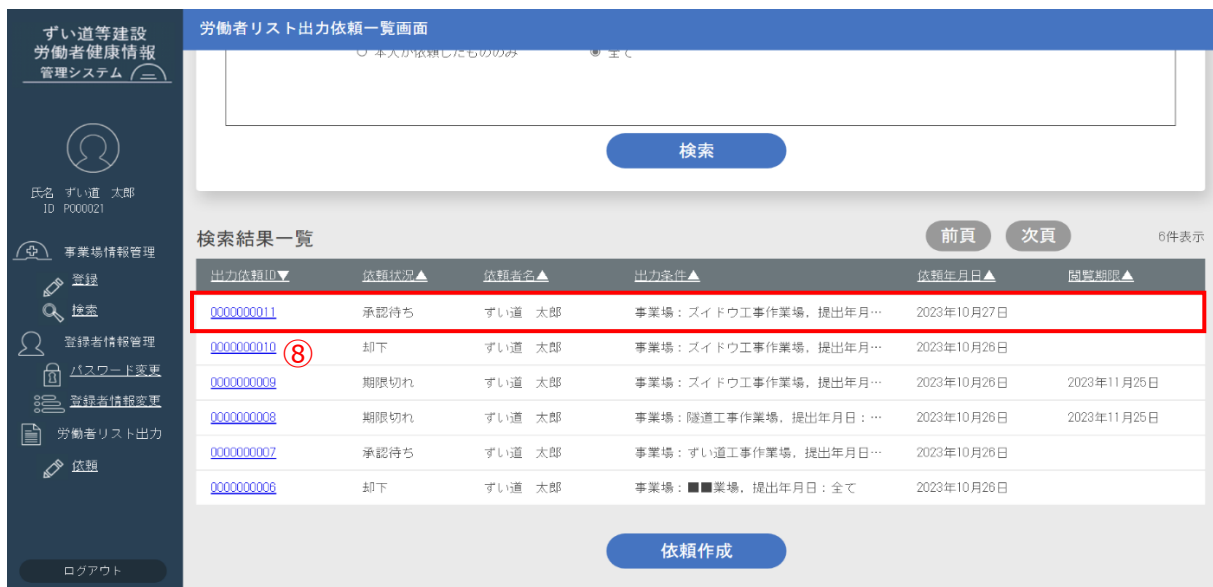 ずい道等建設
労働者健康情報
管理システム
氏名 ずい道 太郎
ID P000021
事業場情報管理
登録
検索
登録者情報管理
パスワード変更
登録者情報変更
労働者リスト出力
依頼
ログアウト
労働者リスト出力依頼一覧画面
本人が依頼したもののみ 全て
検索
検索結果一覧 前頁 次頁 6件表示
出力依頼ID▼ 依頼状況▲ 依頼者名▲ 出力条件▲ 依頼年月日▲ 閲覧期限▲
0000000011 承認待ち ずい道 太郎 事業場：ズイドウ工事作業場，提出年月… 2023年10月27日
0000000010 ⑧ 却下 ずい道 太郎 事業場：ズイドウ工事作業場，提出年月… 2023年10月26日
0000000009 期限切れ ずい道 太郎 事業場：ズイドウ工事作業場，提出年月… 2023年10月26日 2023年11月25日
0000000008 期限切れ ずい道 太郎 事業場：隧道工事作業場，提出年月日：… 2023年10月26日 2023年11月25日
0000000007 承認待ち ずい道 太郎 事業場：ずい道工事作業場，提出年月日… 2023年10月26日
0000000006 却下 ずい道 太郎 事業場：■■業場，提出年月日：全て 2023年10月26日
依頼作成